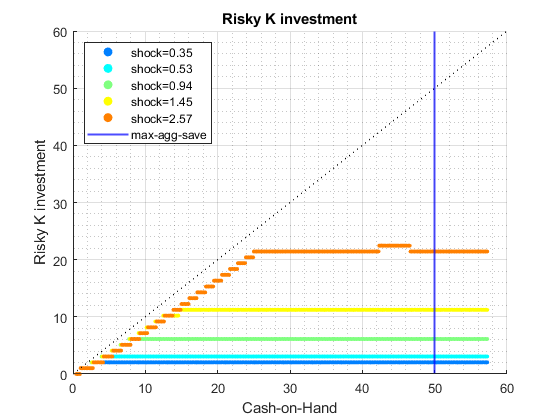 Risky K investment
shock=0.35
shock=0.53
shock=0.94
shock=1.45
shock=2.57
max-agg-save
Risky K investment
60
50
40
30
20
10
0
0 10 20 30 40 50 60
Cash-on-Hand